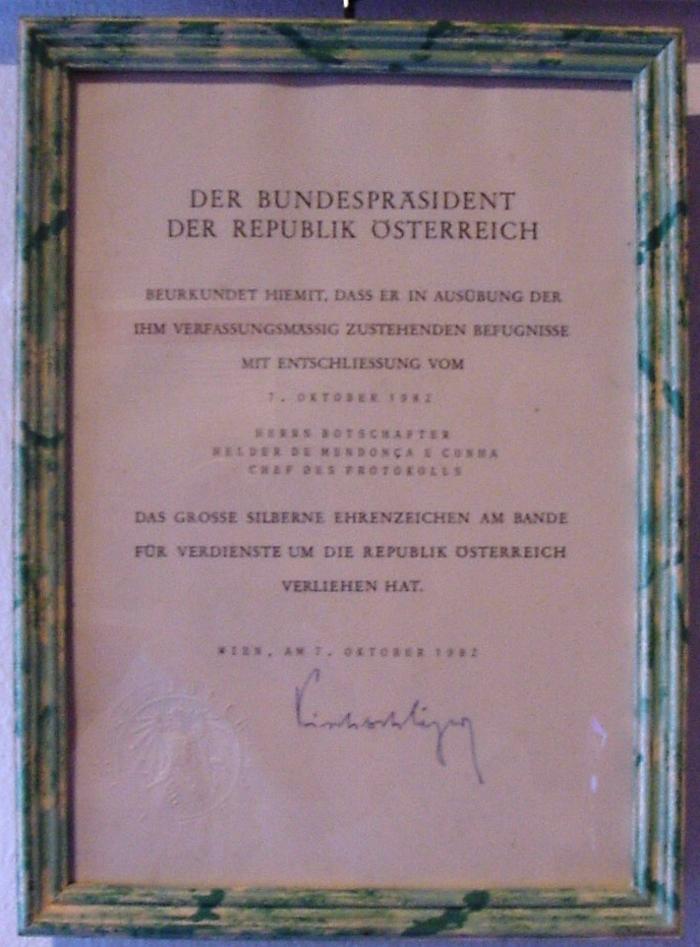 DER BUNDESPRÄSIDENT
DER REPUBLIK ÖSTERREICH
BEURKUNDET HIEMIT, DASS ER IN AUSÜBUNG DER
IHM VERFASSUNGSMÄSSIG ZUSTEHENDEN BEFUGNISSE
MIT ENTSCHLIESSUNG VOM
7. OKTOBER 1982
HERRN BOTSCHAFTER
HELDER DE MENDONÇA E CUNHA
CHEF DES PROTOKOLLS
DAS GROSSE SILBERNE EHRENZEICHEN AM BANDE
FÜR VERDIENSTE UM DIE REPUBLIK ÖSTERREICH
VERLIEHEN HAT.
WIEN, AM 7. OKTOBER 1982
Kirchschläger